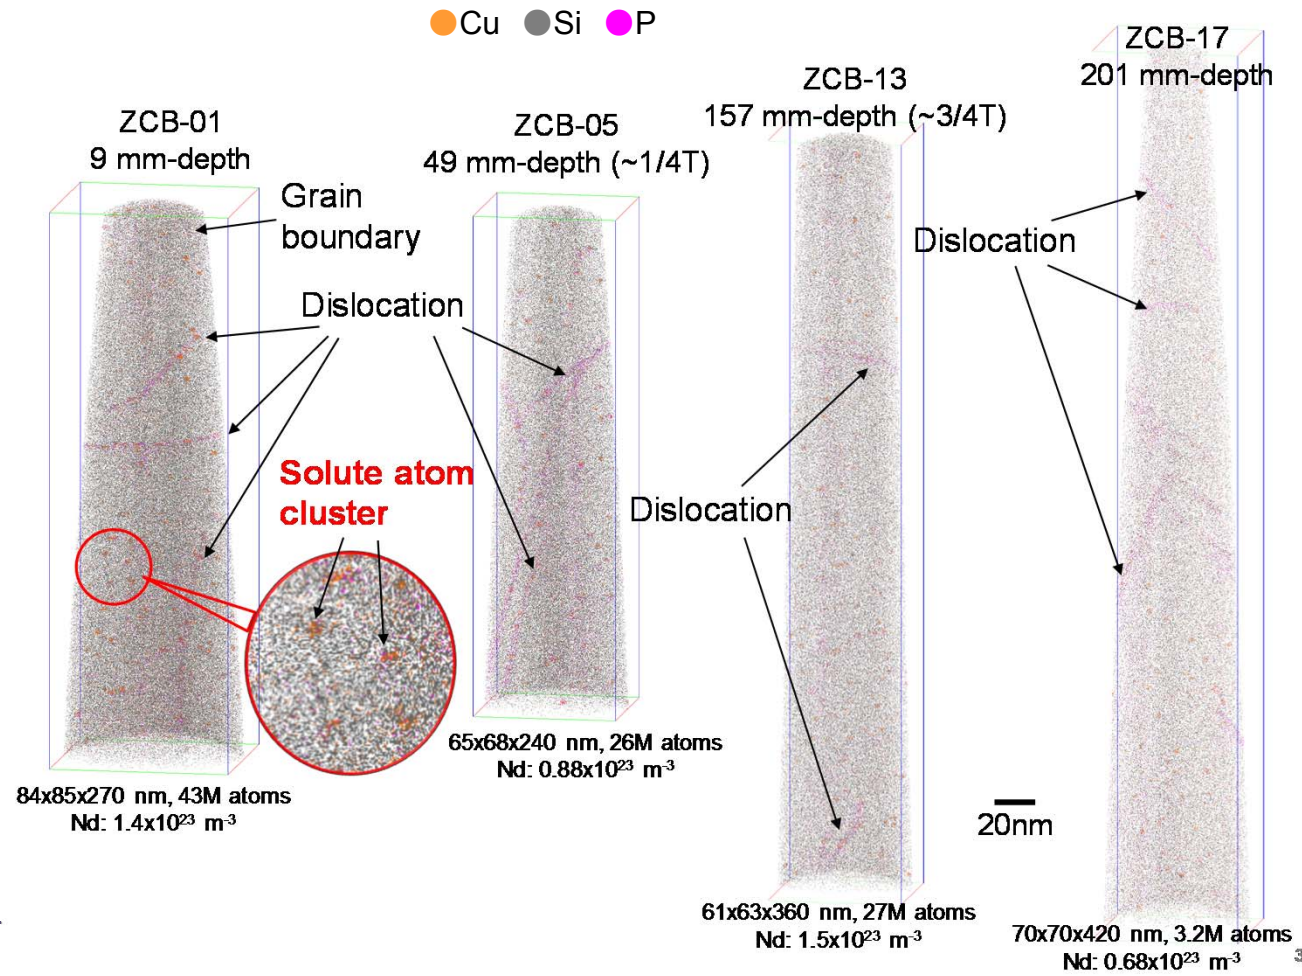 Cu Si P
ZCB-01
9 mm-depth
ZCB-05
49 mm-depth (~1/4T)
ZCB-13
157 mm-depth (~3/4T)
ZCB-17
201 mm-depth
Grain
boundary
Dislocation
Dislocation
Solute atom
cluster
Dislocation
20nm
84x85x270 nm, 43M atoms
Nd: 1.4x10²³ m⁻³
65x68x240 nm, 26M atoms
Nd: 0.88x10²³ m⁻³
61x63x360 nm, 27M atoms
Nd: 1.5x10²³ m⁻³
70x70x420 nm, 3.2M atoms
Nd: 0.68x10²³ m⁻³